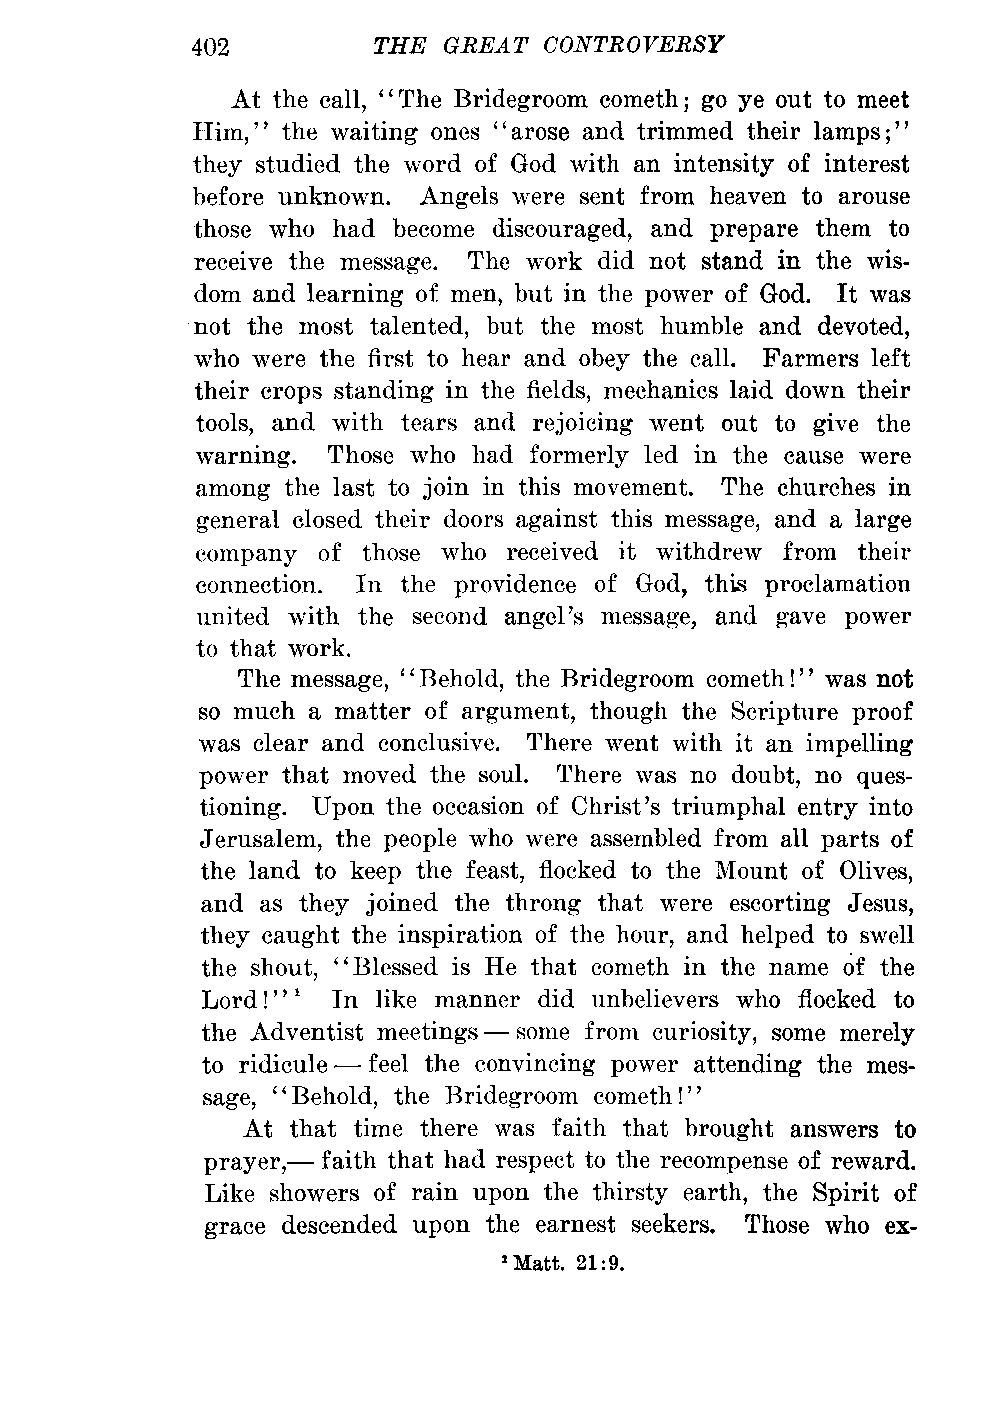 402 THE GREAT CONTROVERSY
At the call, “The Bridegroom cometh; go ye out to meet
Him,” the waiting ones “arose and trimmed their lamps;”
they studied the word of God with an intensity of interest
before unknown. Angels were sent from heaven to arouse
those who had become discouraged, and prepare them to
receive the message. The work did not stand in the wis-
dom and learning of men, but in the power of God. It was
not the most talented, but the most humble and devoted,
who were the first to hear and obey the call. Farmers left
their crops standing in the fields, mechanics laid down their
tools, and with tears and rejoicing went out to give the
warning. Those who had formerly led in the cause were
among the last to join in this movement. The churches in
general closed their doors against this message, and a large
company of those who received it withdrew from their
connection. In the providence of God, this proclamation
united with the second angel’s message, and gave power
to that work.
The message, “Behold, the Bridegroom cometh!” was not
so much a matter of argument, though the Scripture proof
was clear and conclusive. There went with it an impelling
power that moved the soul. There was no doubt, no ques-
tioning. Upon the occasion of Christ’s triumphal entry into
Jerusalem, the people who were assembled from all parts of
the land to keep the feast, flocked to the Mount of Olives,
and as they joined the throng that were escorting Jesus,
they caught the inspiration of the hour, and helped to swell
the shout, “Blessed is He that cometh in the name of the
Lord!”¹ In like manner did unbelievers who flocked to
the Adventist meetings — some from curiosity, some merely
to ridicule — feel the convincing power attending the mes-
sage, “Behold, the Bridegroom cometh!”
At that time there was faith that brought answers to
prayer,— faith that had respect to the recompense of reward.
Like showers of rain upon the thirsty earth, the Spirit of
grace descended upon the earnest seekers. Those who ex-
¹ Matt. 21:9.